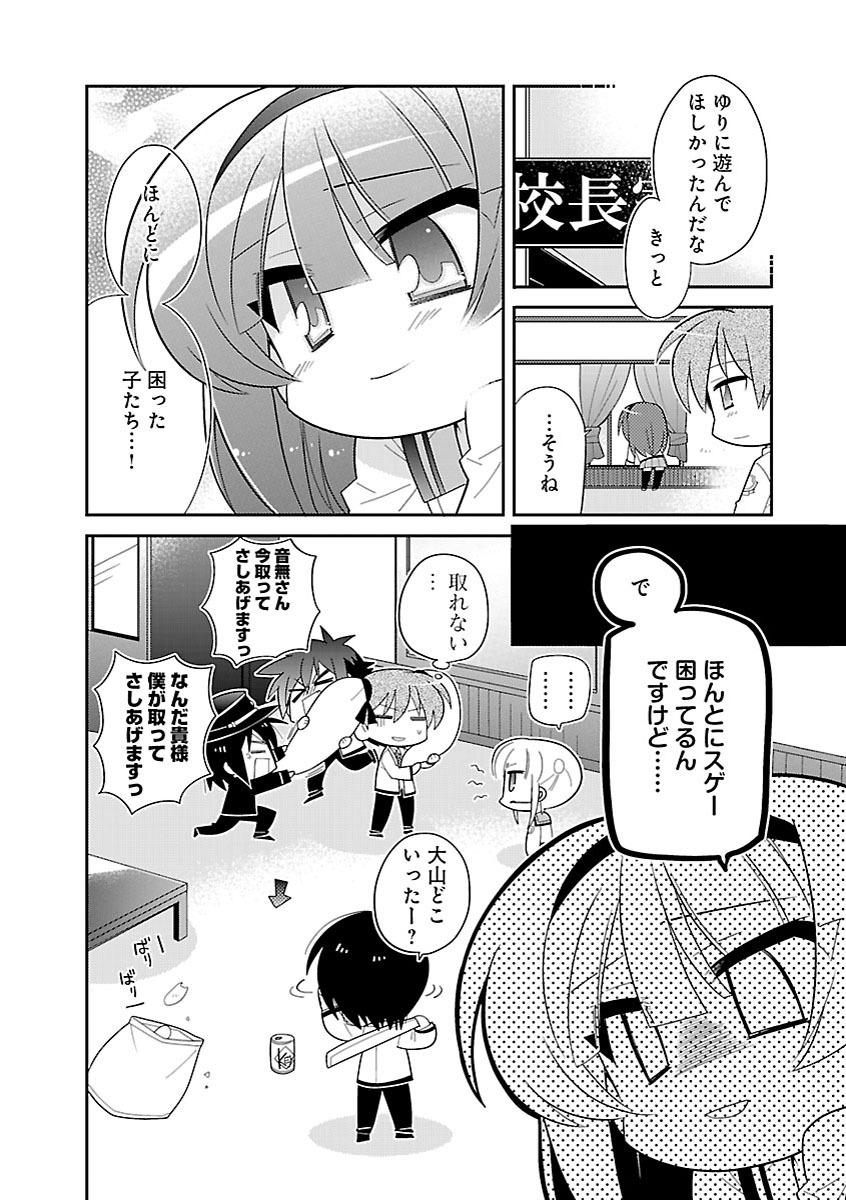 ゆりに遊んで
ほしかったんだな
きっと
校長
…そうね
ほんとに
困った
子たち…！
で
ほんとにスゲー
困ってるん
ですけど……
取れない
…
………
………
音無さん
今取って
さしあげますっ
なんだ貴様
僕が取って
さしあげますっ
大山どこ
いったー？
ばりー
ばりー